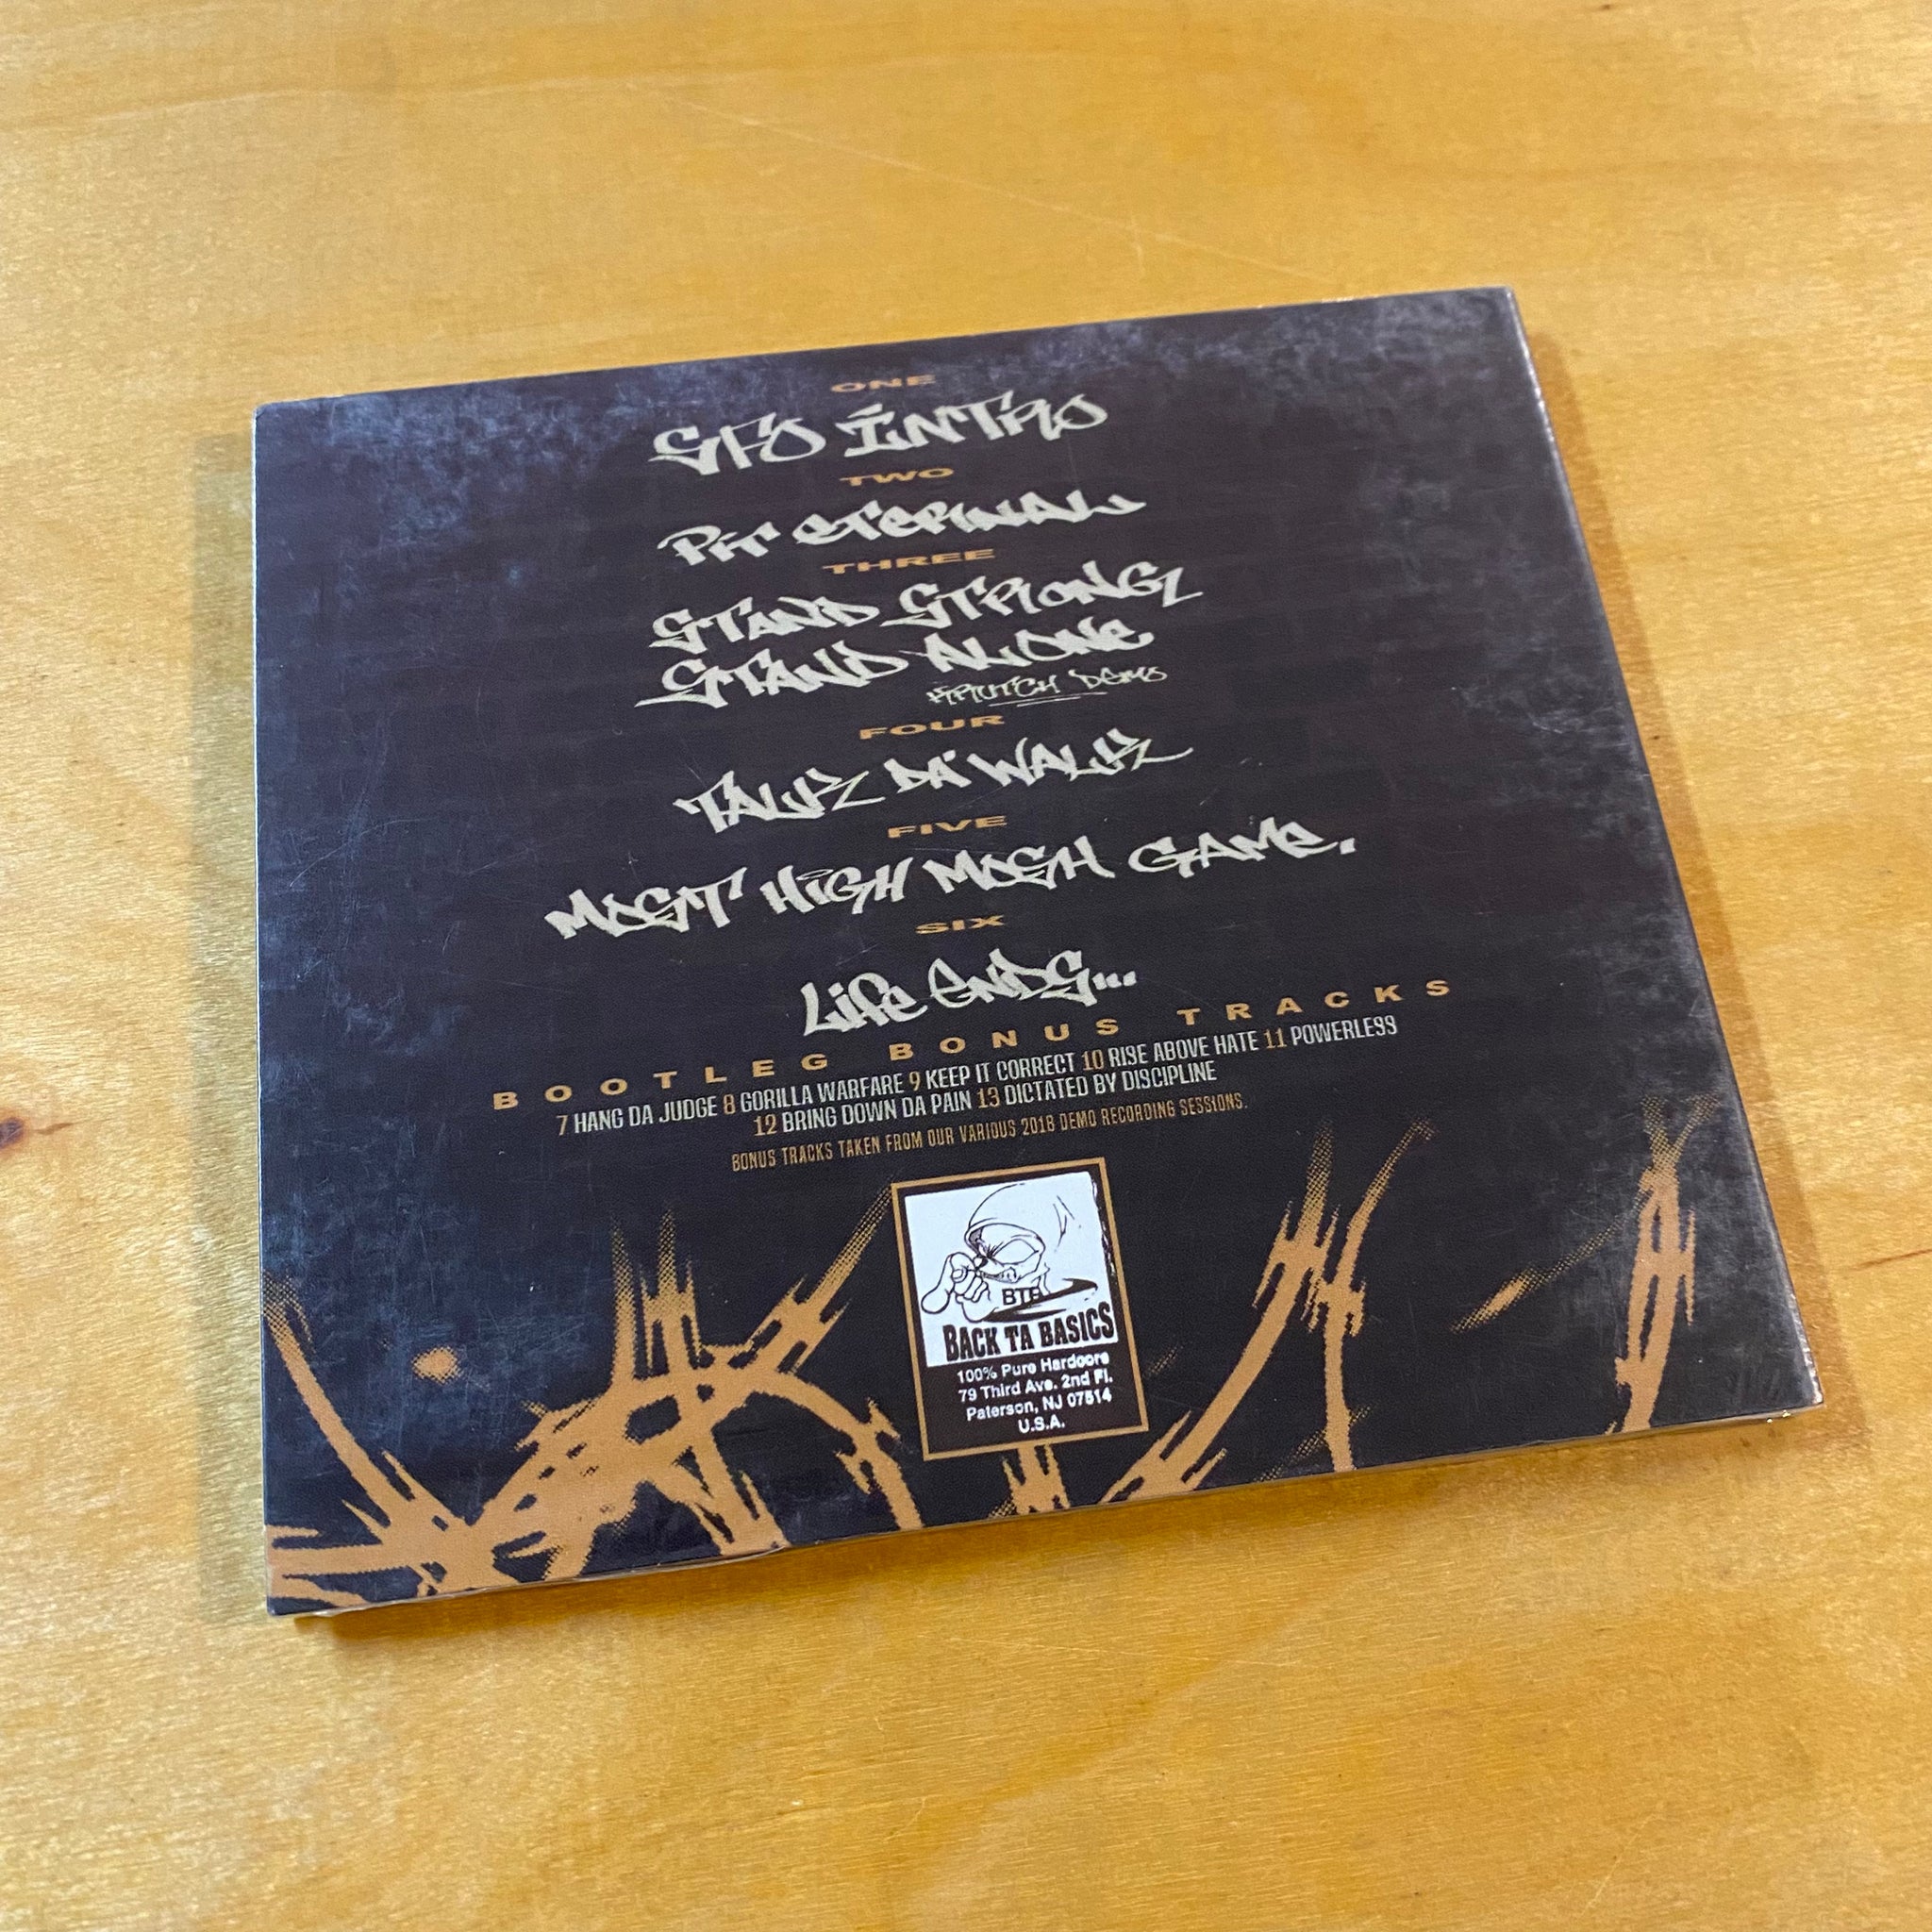 ONE
SFO INTRO
TWO
PIT ETERNAL
THREE
STAND STRONG
STAND ALONE
KRUTCH DEMO
FOUR
TALK DA WALK
FIVE
MOST HIGH MOSH GAME.
SIX
LIFE ENDS...
BOOTLEG BONUS TRACKS
7 HANG DA JUDGE 8 GORILLA WARFARE 9 KEEP IT CORRECT 10 RISE ABOVE HATE 11 POWERLESS
12 BRING DOWN DA PAIN 13 DICTATED BY DISCIPLINE
BONUS TRACKS TAKEN FROM OUR VARIOUS 2018 DEMO RECORDING SESSIONS.
BTB
BACK TA BASICS
100% Pure Hardcore
79 Third Ave. 2nd Fl.
Paterson, NJ 07514
U.S.A.